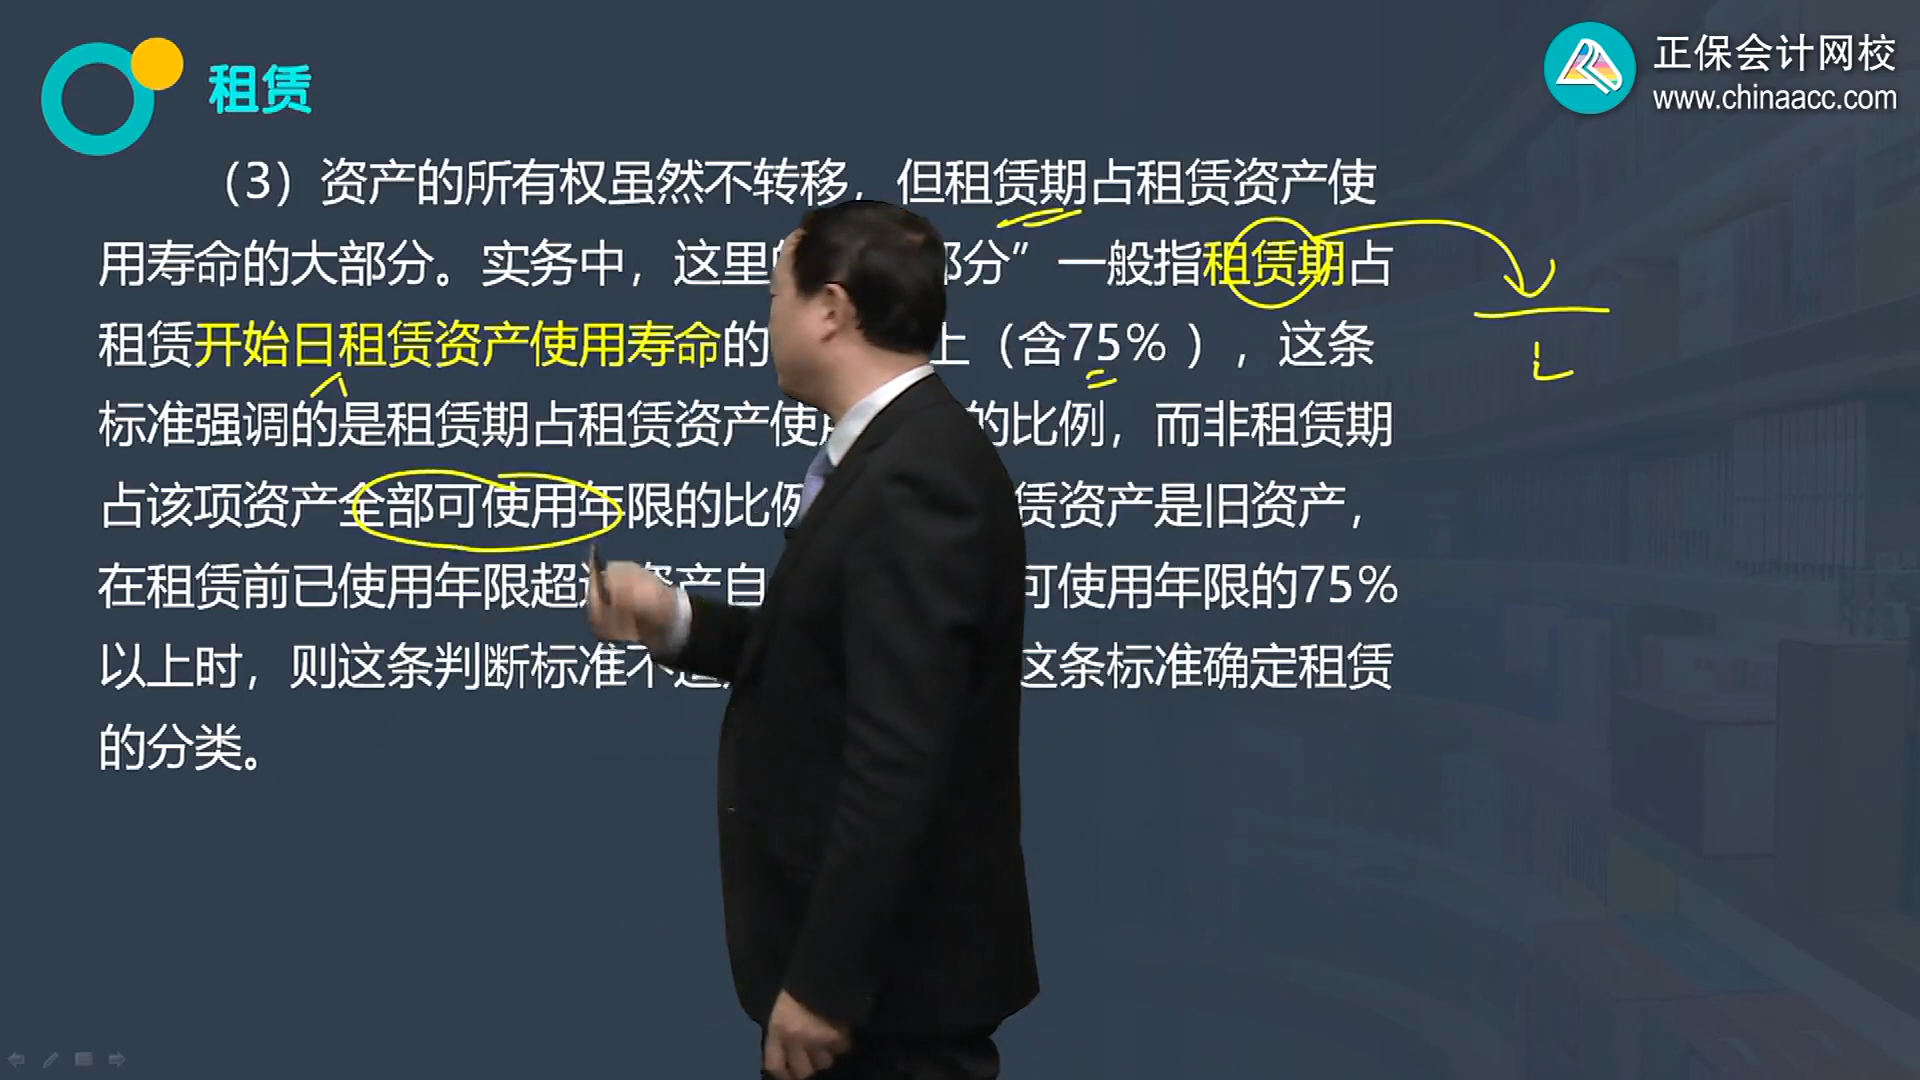 租赁
正保会计网校
www.chinaacc.com
（3）资产的所有权虽然不转移，但租赁期占租赁资产使
用寿命的大部分。实务中，这里 部分”一般指租赁期占
租赁开始日租赁资产使用寿命的 上（含75%），这条
标准强调的是租赁期占租赁资产使 的比例，而非租赁期
占该项资产全部可使用年限的比例 赁资产是旧资产，
在租赁前已使用年限超 资产自 可使用年限的75%
以上时，则这条判断标准不 这条标准确定租赁
的分类。